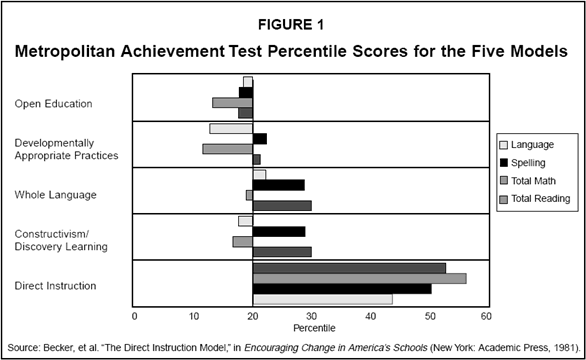 FIGURE 1
Metropolitan Achievement Test Percentile Scores for the Five Models
Open Education
Developmentally
Appropriate Practices
Whole Language
Constructivism/
Discovery Learning
Direct Instruction
Language
Spelling
Total Math
Total Reading
0 10 20 30 40 50 60
Percentile
Source: Becker, et al. “The Direct Instruction Model,” in Encouraging Change in America’s Schools (New York: Academic Press, 1981).